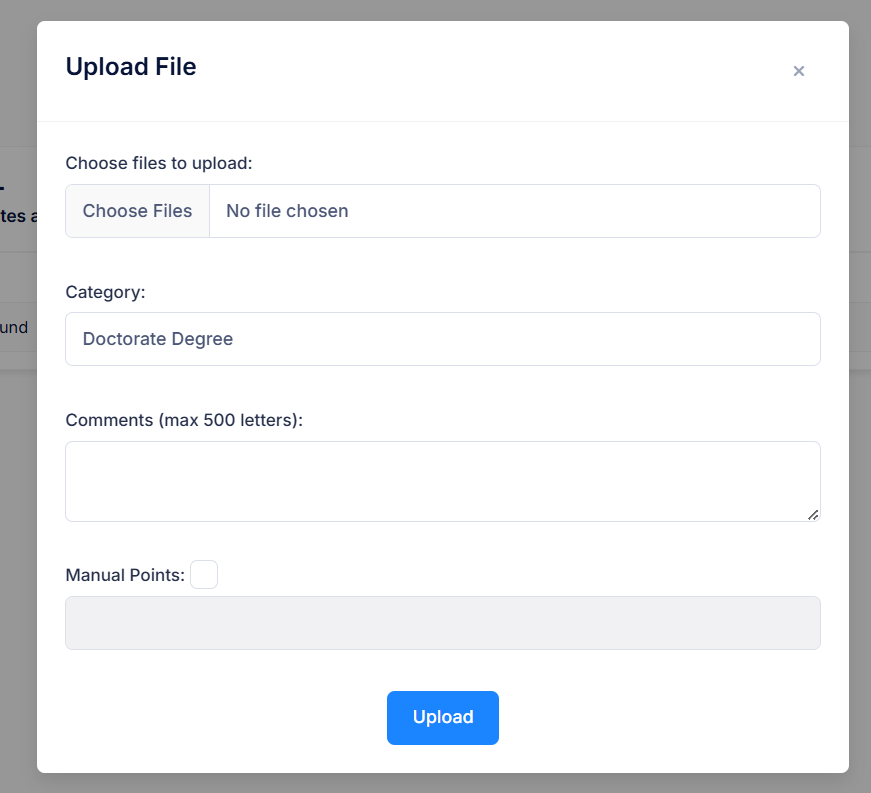 Upload File
×
Choose files to upload:
Choose Files No file chosen
tes a
Category:
und
Doctorate Degree
Comments (max 500 letters):
Manual Points:
Upload